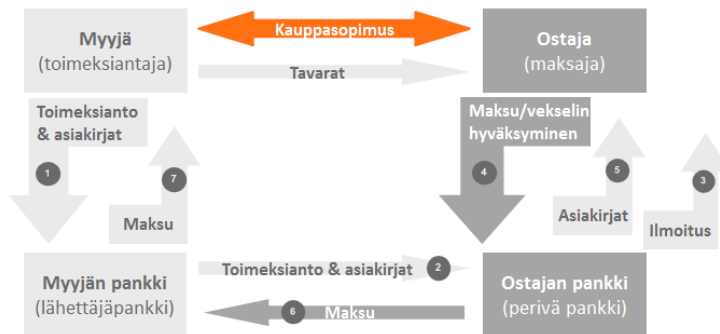 Myyjä
(toimeksiantaja)
Kauppasopimus
Ostaja
(maksaja)
Tavarat
Toimeksianto
& asiakirjat
1
7
Maksu
Maksu/vekselin
hyväksyminen
4
5
Asiakirjat
3
Ilmoitus
Myyjän pankki
(lähettäjäpankki)
Toimeksianto & asiakirjat 2
6 Maksu
Ostajan pankki
(perivä pankki)